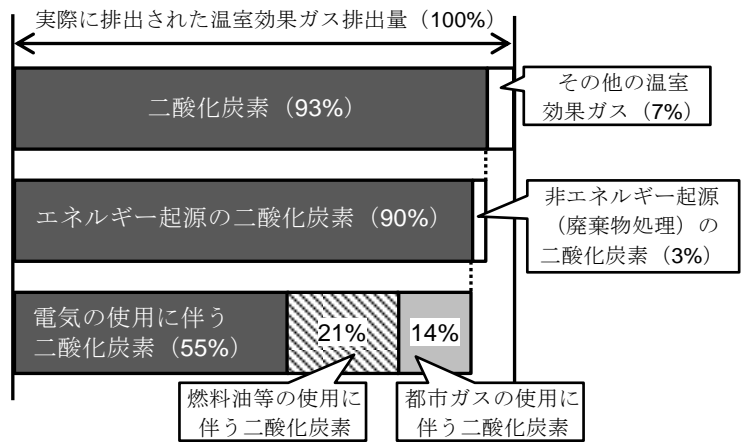 実際に排出された温室効果ガス排出量（100%）
二酸化炭素（93%）
その他の温室
効果ガス（7%）
エネルギー起源の二酸化炭素（90%）
非エネルギー起源
（廃棄物処理）の
二酸化炭素（3%）
電気の使用に伴う
二酸化炭素（55%）
21%
14%
燃料油等の使用に
伴う二酸化炭素
都市ガスの使用に
伴う二酸化炭素